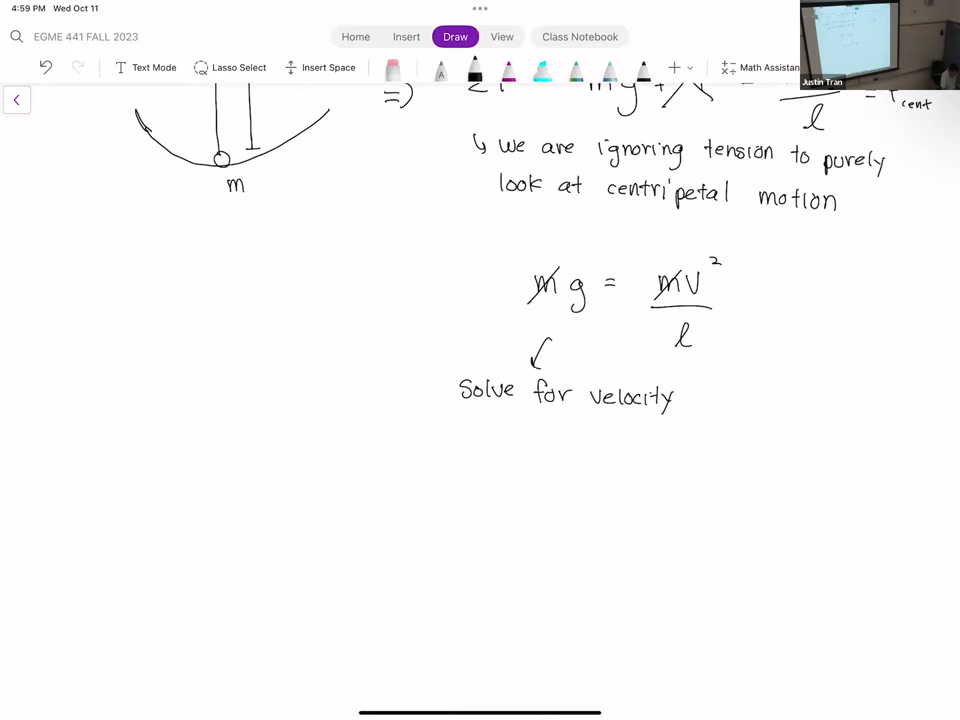 4:59 PM Wed Oct 11
EGME 441 FALL 2023
Home Insert Draw View Class Notebook
Text Mode Lasso Select Insert Space Math Assistan
Justin Tran
=)
l
cent
↳ we are ignoring tension to purely
look at centripetal motion
m
mg = mv²
l
Solve for velocity